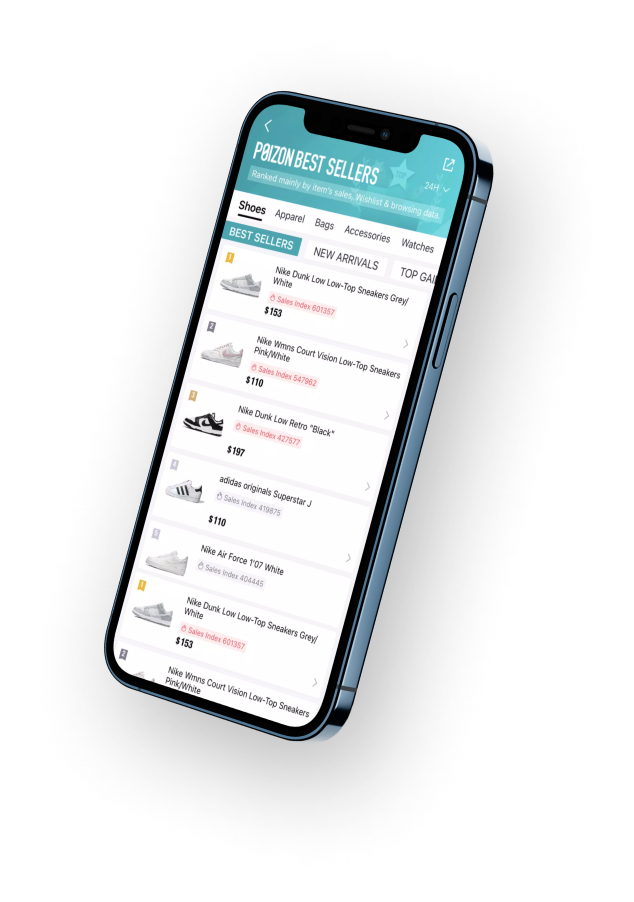 POIZON BEST SELLERS
24H
Ranked mainly by item's sales, Wishlist & browsing data.
Shoes Apparel Bags Accessories Watches
BEST SELLERS NEW ARRIVALS TOP GAI
1
Nike Dunk Low Low-Top Sneakers Grey/
White
Sales Index 601357
$153
2
Nike Wmns Court Vision Low-Top Sneakers
Pink/White
Sales Index 547962
$110
3
Nike Dunk Low Retro "Black"
Sales Index 427577
$197
4
adidas originals Superstar J
Sales Index 419875
$110
5
Nike Air Force 1'07 White
Sales Index 404445
1
Nike Dunk Low Low-Top Sneakers Grey/
White
Sales Index 601357
$153
2
Nike Wmns Court Vision Low-Top Sneakers
Pink/White